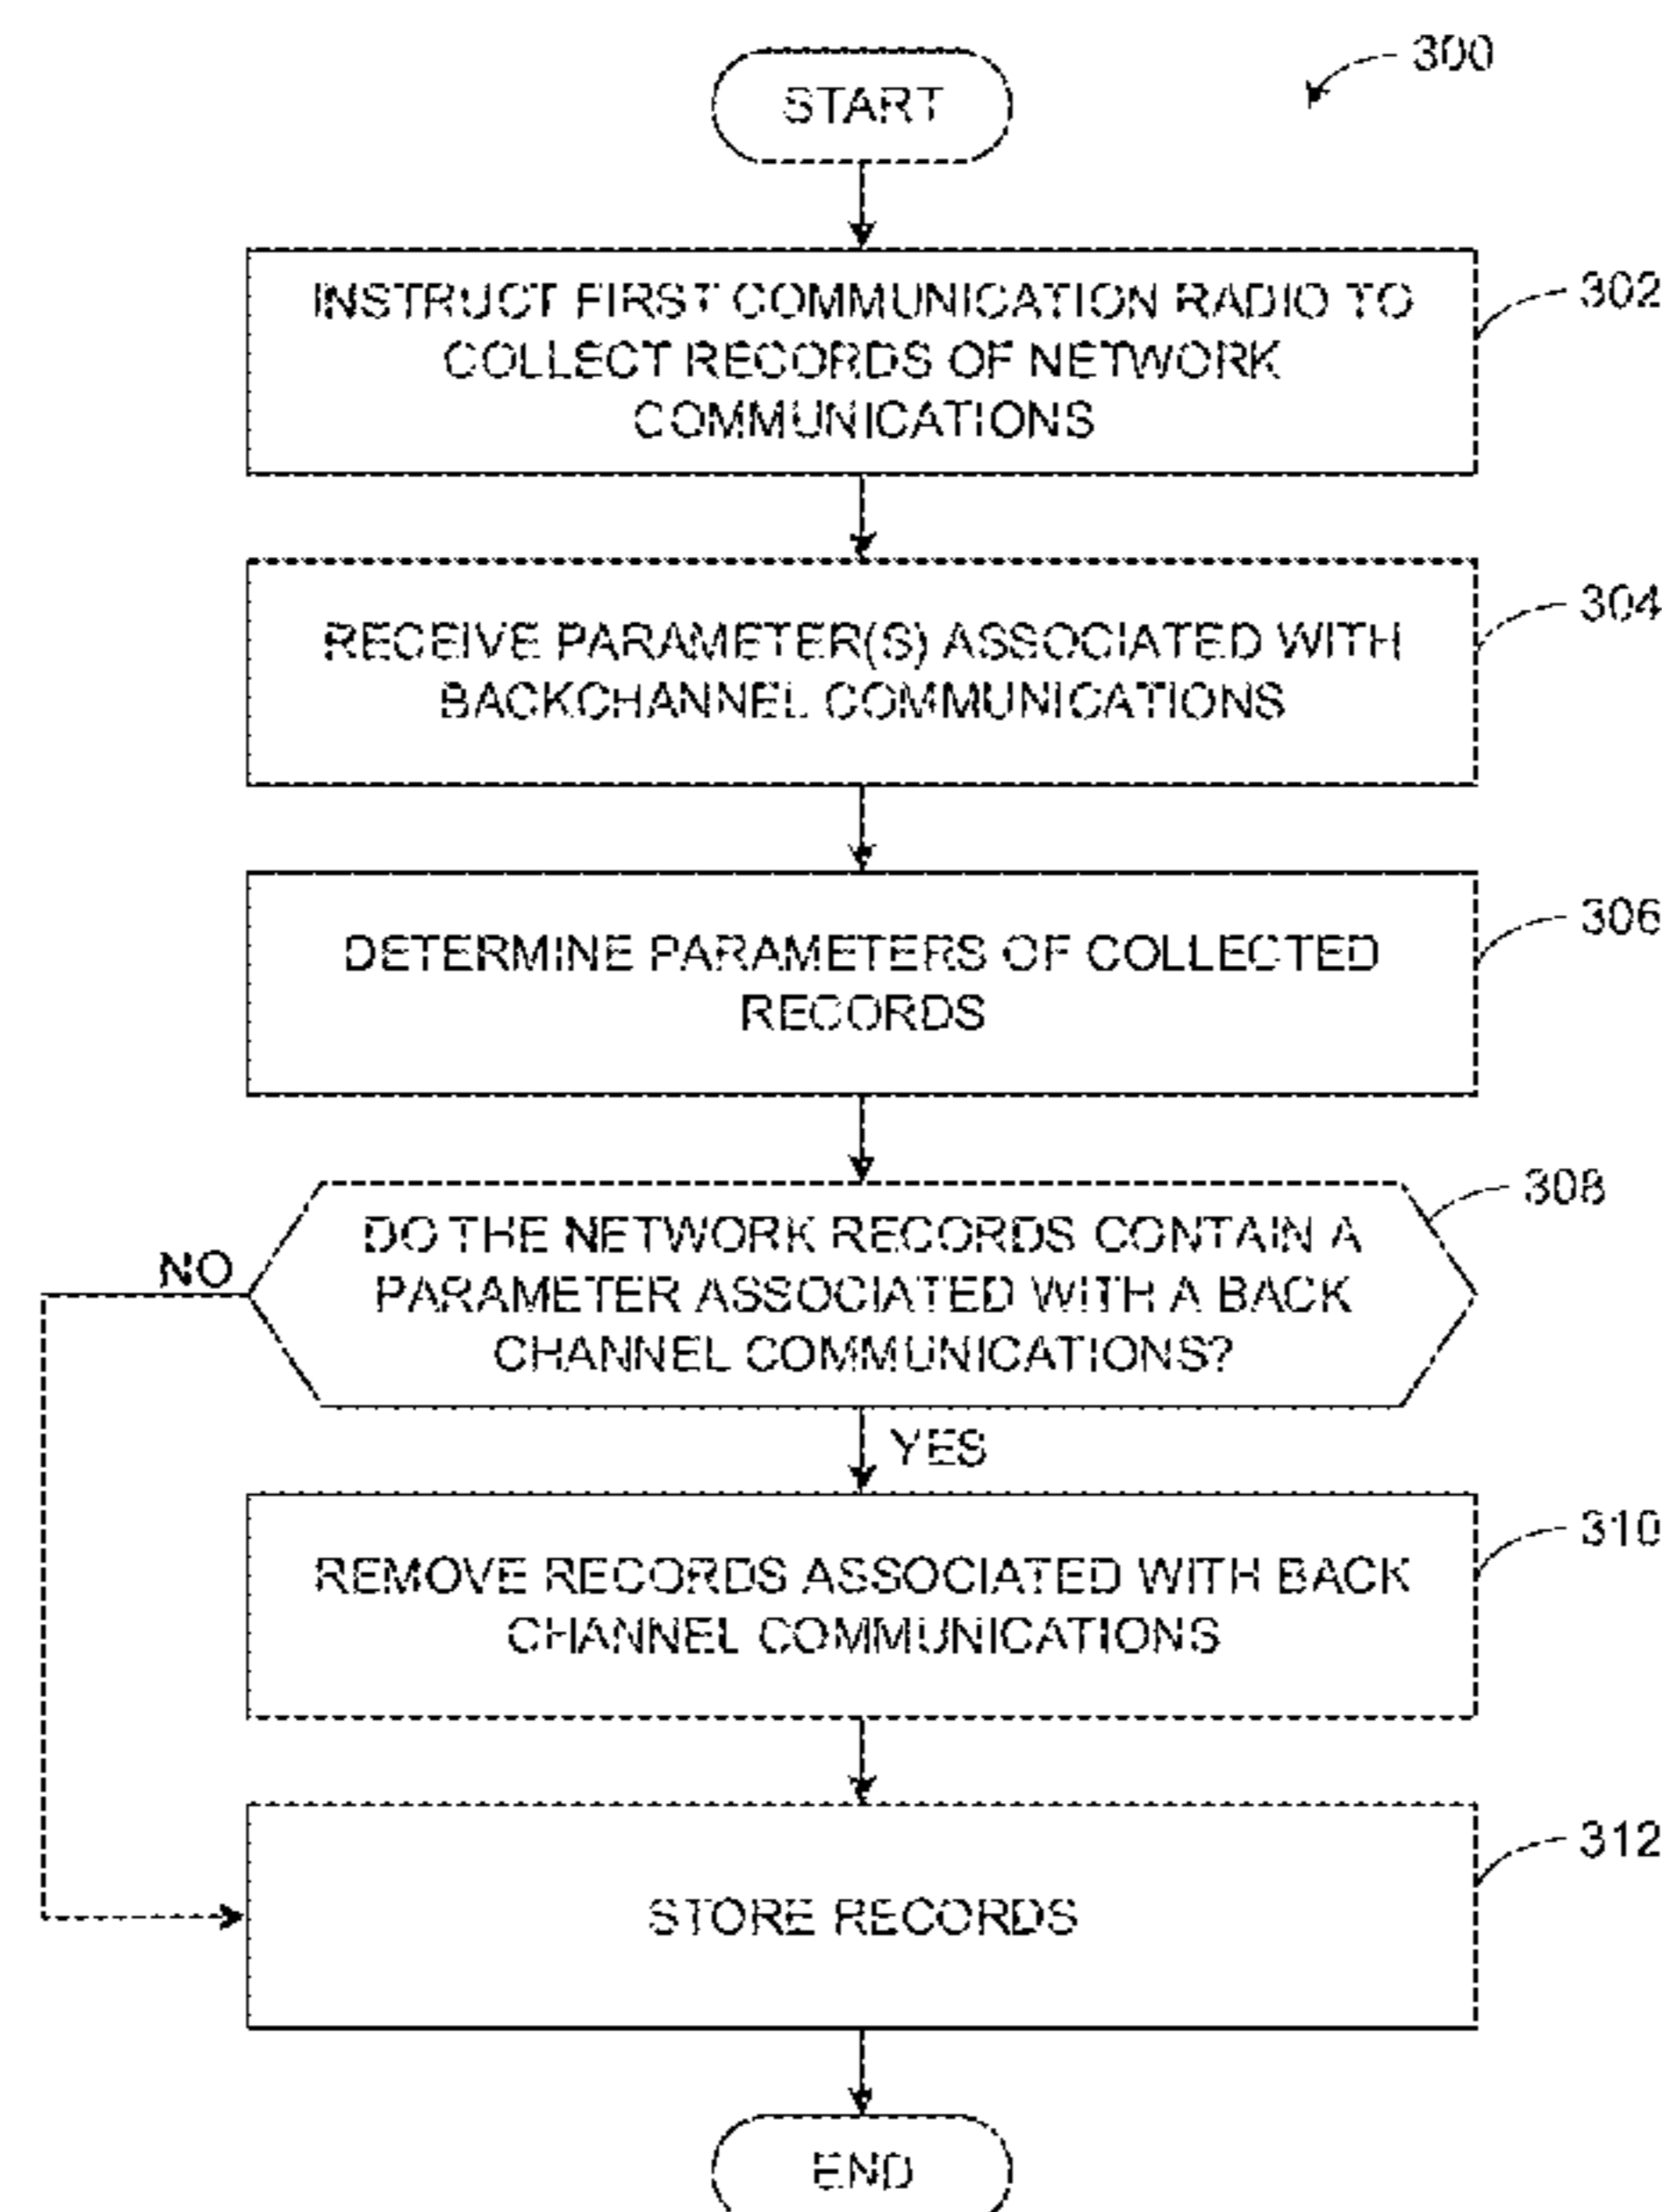 300
START
INSTRUCT FIRST COMMUNICATION RADIO TO
COLLECT RECORDS OF NETWORK
COMMUNICATIONS
302
RECEIVE PARAMETER(S) ASSOCIATED WITH
BACKCHANNEL COMMUNICATIONS
304
DETERMINE PARAMETERS OF COLLECTED
RECORDS
306
DO THE NETWORK RECORDS CONTAIN A
PARAMETER ASSOCIATED WITH A BACK
CHANNEL COMMUNICATIONS?
308
NO
YES
REMOVE RECORDS ASSOCIATED WITH BACK
CHANNEL COMMUNICATIONS
310
STORE RECORDS
312
END